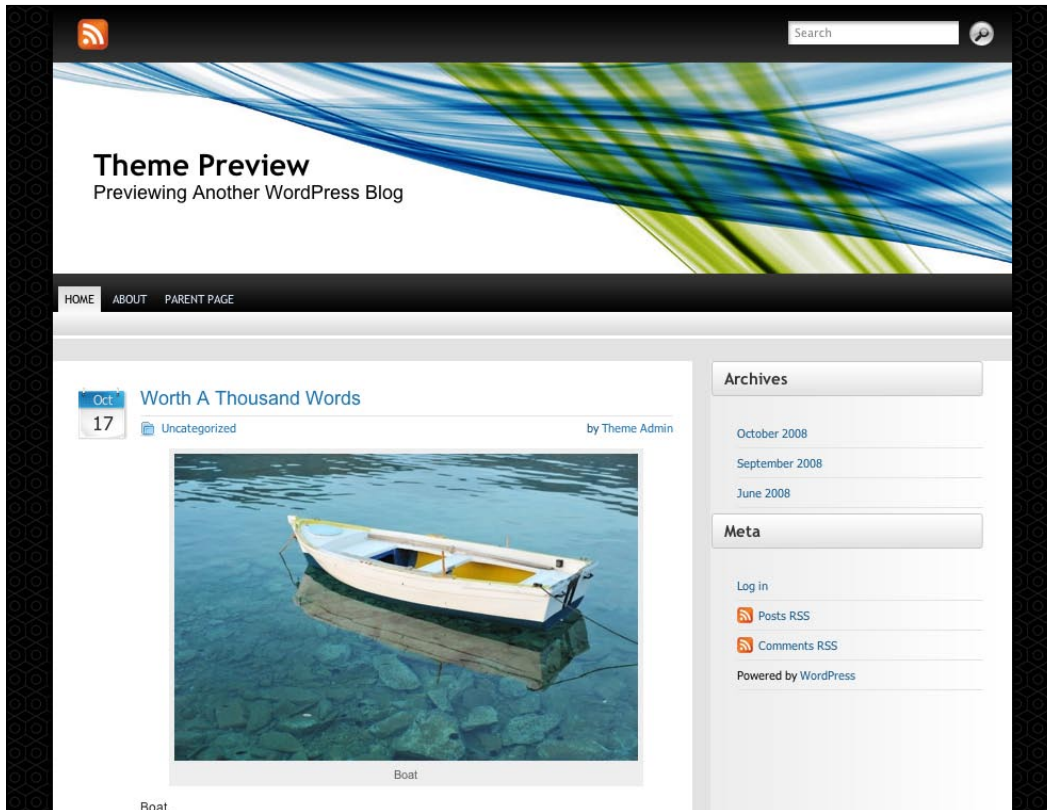 Search
Theme Preview
Previewing Another WordPress Blog
HOME ABOUT PARENT PAGE
Oct
17
Worth A Thousand Words
Uncategorized
by Theme Admin
Boat
Boat
Archives
October 2008
September 2008
June 2008
Meta
Log in
Posts RSS
Comments RSS
Powered by WordPress